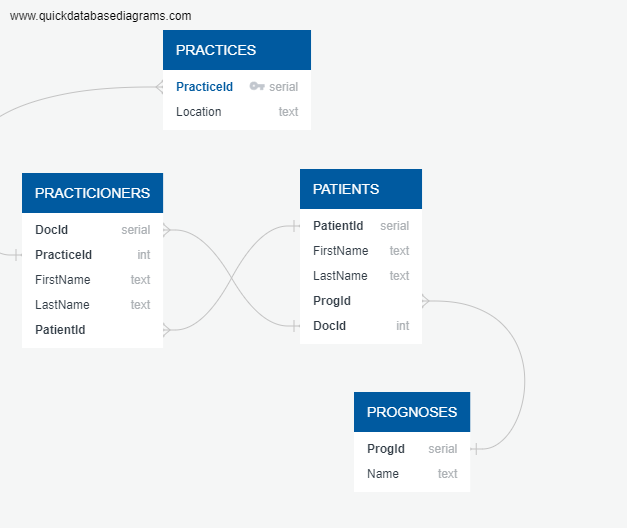 www.quickdatabasediagrams.com
PRACTICES
PracticeId serial
Location text
PRACTICIONERS
DocId serial
PracticeId int
FirstName text
LastName text
PatientId
PATIENTS
PatientId serial
FirstName text
LastName text
ProgId
DocId int
PROGNOSES
ProgId serial
Name text